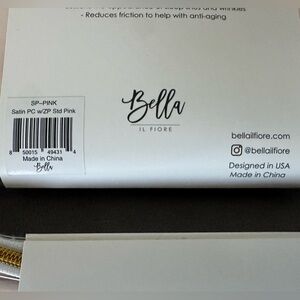 - Reduces friction to help with anti-aging
SP-PINK
Satin PC w/ZP Std Pink
8 50015 49431 4
Made in China
Bella
Bella
IL FIORE
bellailfiore.com
@bellailfiore
Designed in USA
Made in China